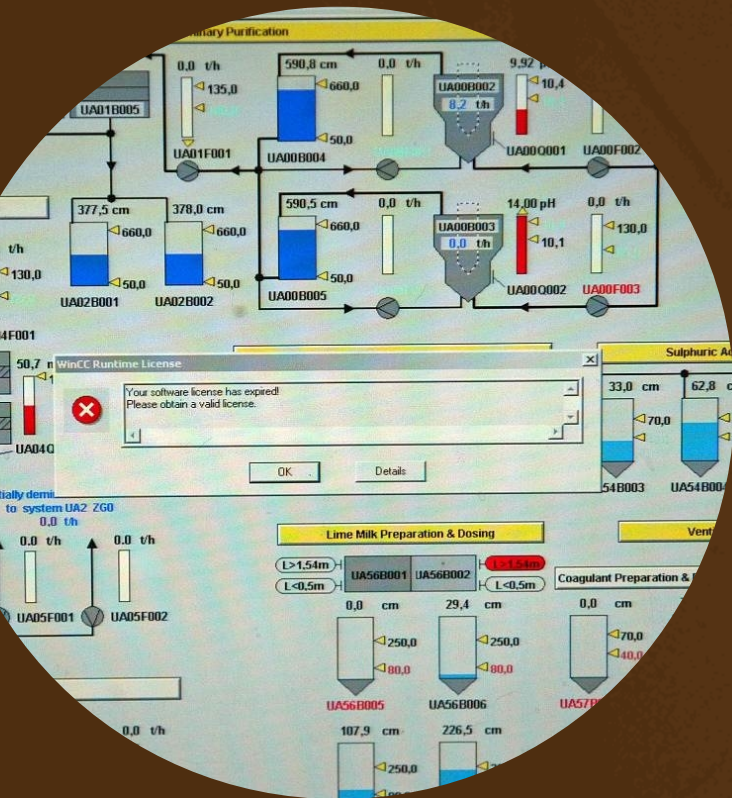 Purification
0,0 t/h
590,8 cm
0,0 t/h
9,92
135,0
660,0
UA00B002
10,4
UA01B005
8,2 t/h
50,0
UA01F001
UA00B004
UA00Q001
UA00F002
377,5 cm
378,0 cm
590,5 cm
0,0 t/h
14,00 pH
0,0 t/h
660,0
660,0
660,0
UA00B003
130,0
t/h
0,0 t/h
10,1
130,0
50,0
50,0
50,0
UA02B001
UA02B002
UA00B005
UA00Q002
UA00F003
4F001
50,7
WinCC Runtime License
Sulphuric
Your software license has expired!
Please obtain a valid license.
33,0 cm
62,8
70,0
UA04Q
OK
Details
54B003
UA54B004
to system UA2 ZG0
0,0 t/h
0,0 t/h
0,0 t/h
Lime Milk Preparation & Dosing
Vent
L>1,54m
UA56B001
UA56B002
L>1,54m
L<0,5m
L<0,5m
Coagulant Preparation &
UA05F001
UA05F002
0,0 cm
29,4 cm
0,0 cm
250,0
250,0
70,0
80,0
80,0
40,0
UA56B005
UA56B006
UA57B
0,0 t/h
107,9 cm
226,5 cm
250,0